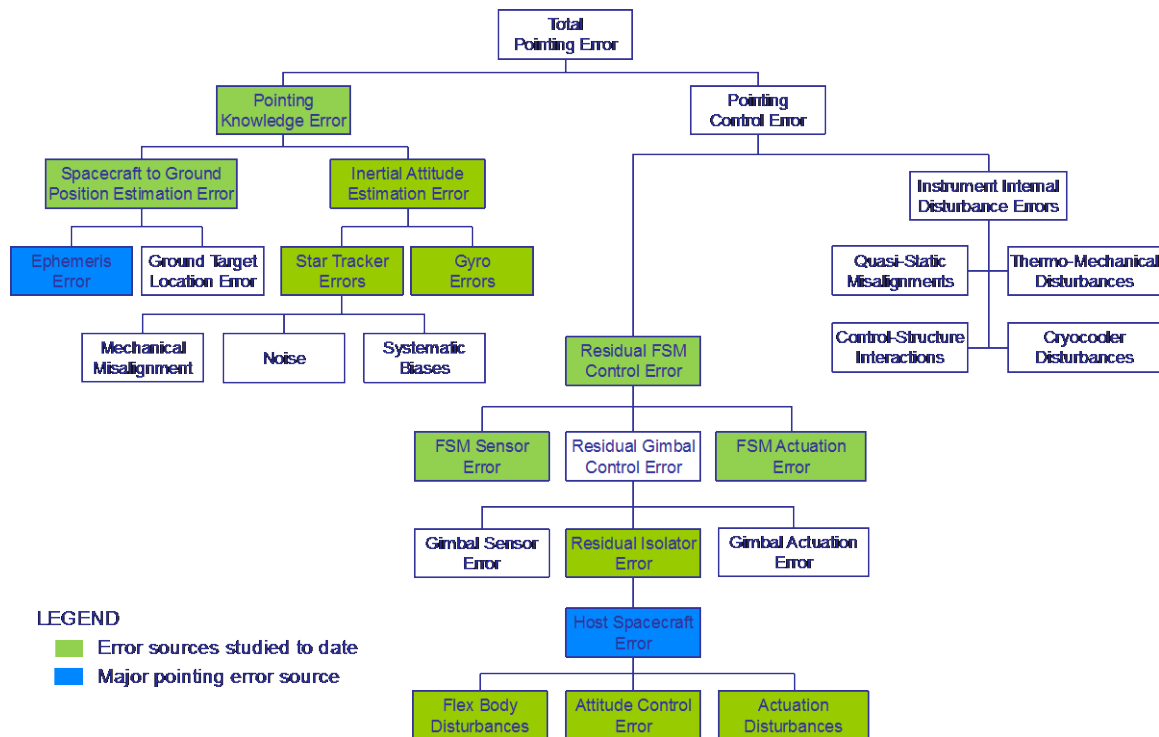 Total
Pointing Error
Pointing
Knowledge Error
Pointing
Control Error
Spacecraft to Ground
Position Estimation Error
Inertial Attitude
Estimation Error
Instrument Internal
Disturbance Errors
Ephemeris
Error
Ground Target
Location Error
Star Tracker
Errors
Gyro
Errors
Quasi-Static
Misalignments
Thermo-Mechanical
Disturbances
Mechanical
Misalignment
Noise
Systematic
Biases
Residual FSM
Control Error
Control-Structure
Interactions
Cryocooler
Disturbances
FSM Sensor
Error
Residual Gimbal
Control Error
FSM Actuation
Error
Gimbal Sensor
Error
Residual Isolator
Error
Gimbal Actuation
Error
Host Spacecraft
Error
LEGEND
Error sources studied to date
Major pointing error source
Flex Body
Disturbances
Attitude Control
Error
Actuation
Disturbances